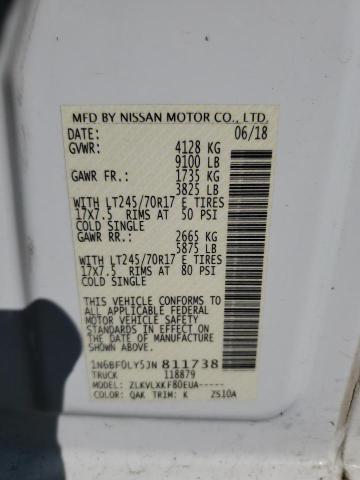 MFD BY NISSAN MOTOR CO., LTD.
DATE: 06/18
GVWR: 4128 KG
9100 LB
GAWR FR.: 1735 KG
3825 LB
WITH LT245/70R17 E TIRES
17X7.5 RIMS AT 50 PSI
COLD SINGLE
GAWR RR.: 2665 KG
5875 LB
WITH LT245/70R17 E TIRES
17X7.5 RIMS AT 80 PSI
COLD SINGLE
THIS VEHICLE CONFORMS TO
ALL APPLICABLE FEDERAL
MOTOR VEHICLE SAFETY
STANDARDS IN EFFECT ON THE
DATE OF MANUFACTURE
SHOWN ABOVE.
1N6BF0LY5JN811738
TRUCK 118879
MODEL: ZLKVLXKF80EUA-----
COLOR: QAK TRIM: K ZS10A